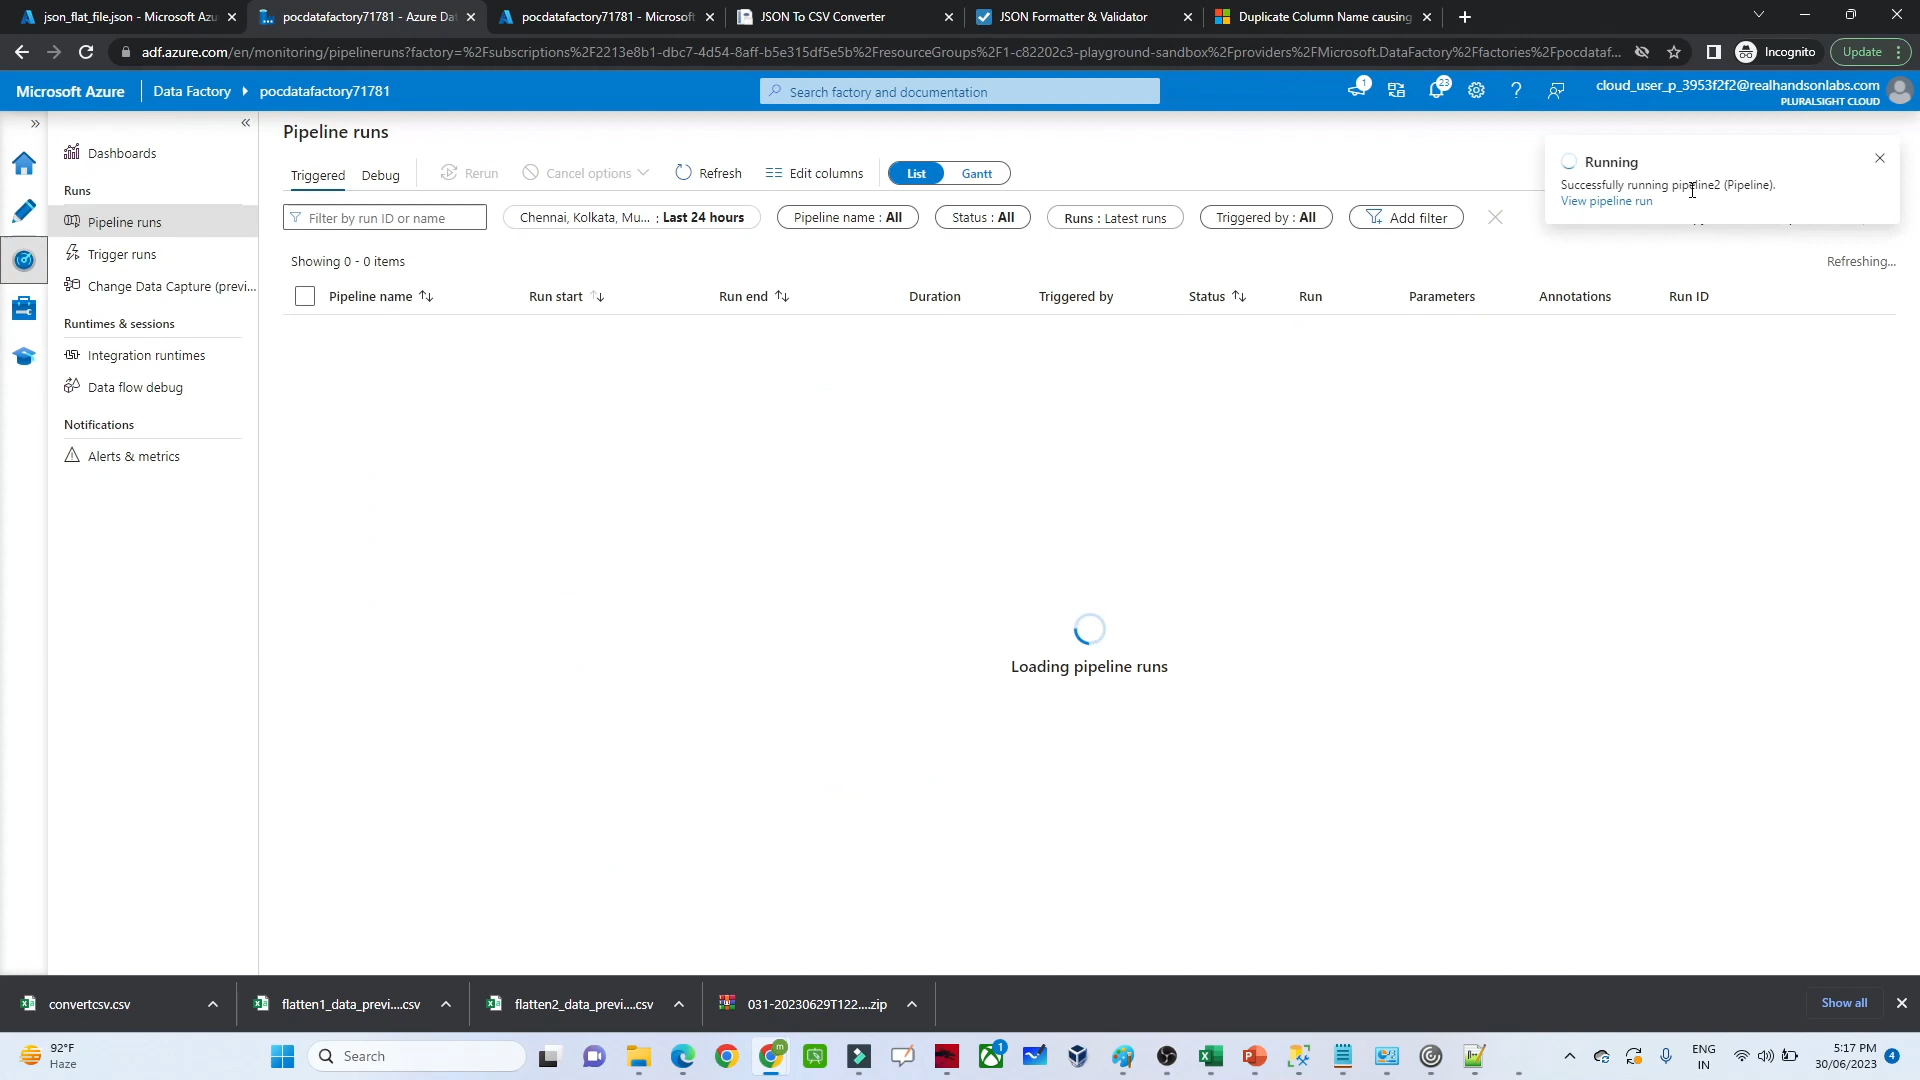 json_flat_file.json - Microsoft Azu
pocdatafactory71781 - Azure Dat
pocdatafactory71781 - Microsoft
JSON To CSV Converter
JSON Formatter & Validator
Duplicate Column Name causing
adf.azure.com/en/monitoring/pipelineruns?factory=%2Fsubscriptions%2F2213e8b1-dbc7-4d54-8aff-b5e315df5e5b%2FresourceGroups%2F1-c82202c3-playground-sandbox%2Fproviders%2FMicrosoft.DataFactory%2Ffactories%2Fpocdataf...
Incognito
Update
Microsoft Azure
Data Factory
pocdatafactory71781
Search factory and documentation
1
23
cloud_user_p_3953f2f2@realhandsonlabs.com
PLURALSIGHT CLOUD
Dashboards
Runs
Pipeline runs
Trigger runs
Change Data Capture (previ...
Runtimes & sessions
Integration runtimes
Data flow debug
Notifications
Alerts & metrics
Pipeline runs
Triggered
Debug
Rerun
Cancel options
Refresh
Edit columns
List
Gantt
Filter by run ID or name
Chennai, Kolkata, Mu... : Last 24 hours
Pipeline name : All
Status : All
Runs : Latest runs
Triggered by : All
Add filter
Running
Successfully running pipeline2 (Pipeline).
View pipeline run
Showing 0 - 0 items
Refreshing...
Pipeline name
Run start
Run end
Duration
Triggered by
Status
Run
Parameters
Annotations
Run ID
Loading pipeline runs
convertcsv.csv
flatten1_data_previ....csv
flatten2_data_previ....csv
031-20230629T122....zip
Show all
92°F
Haze
Search
1
ENG
IN
5:17 PM
30/06/2023
4